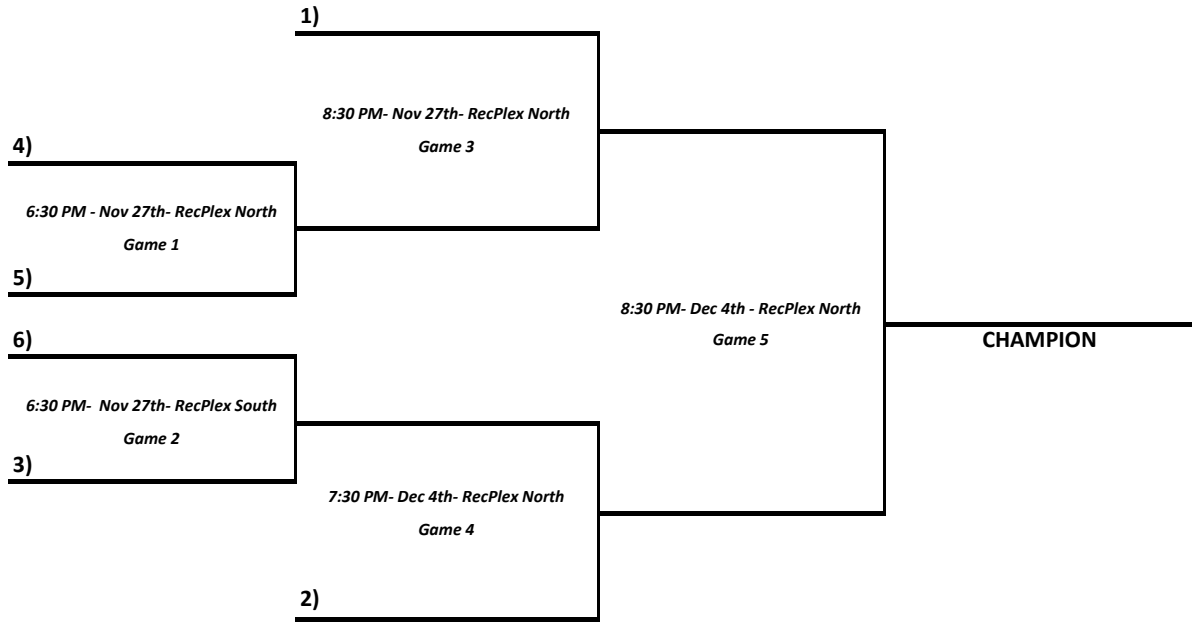 1)
8:30 PM- Nov 27th- RecPlex North
Game 3
4)
6:30 PM - Nov 27th- RecPlex North
Game 1
5)
8:30 PM- Dec 4th - RecPlex North
Game 5
CHAMPION
6)
6:30 PM-  Nov 27th- RecPlex South
Game 2
3)
7:30 PM- Dec 4th- RecPlex North
Game 4
2)